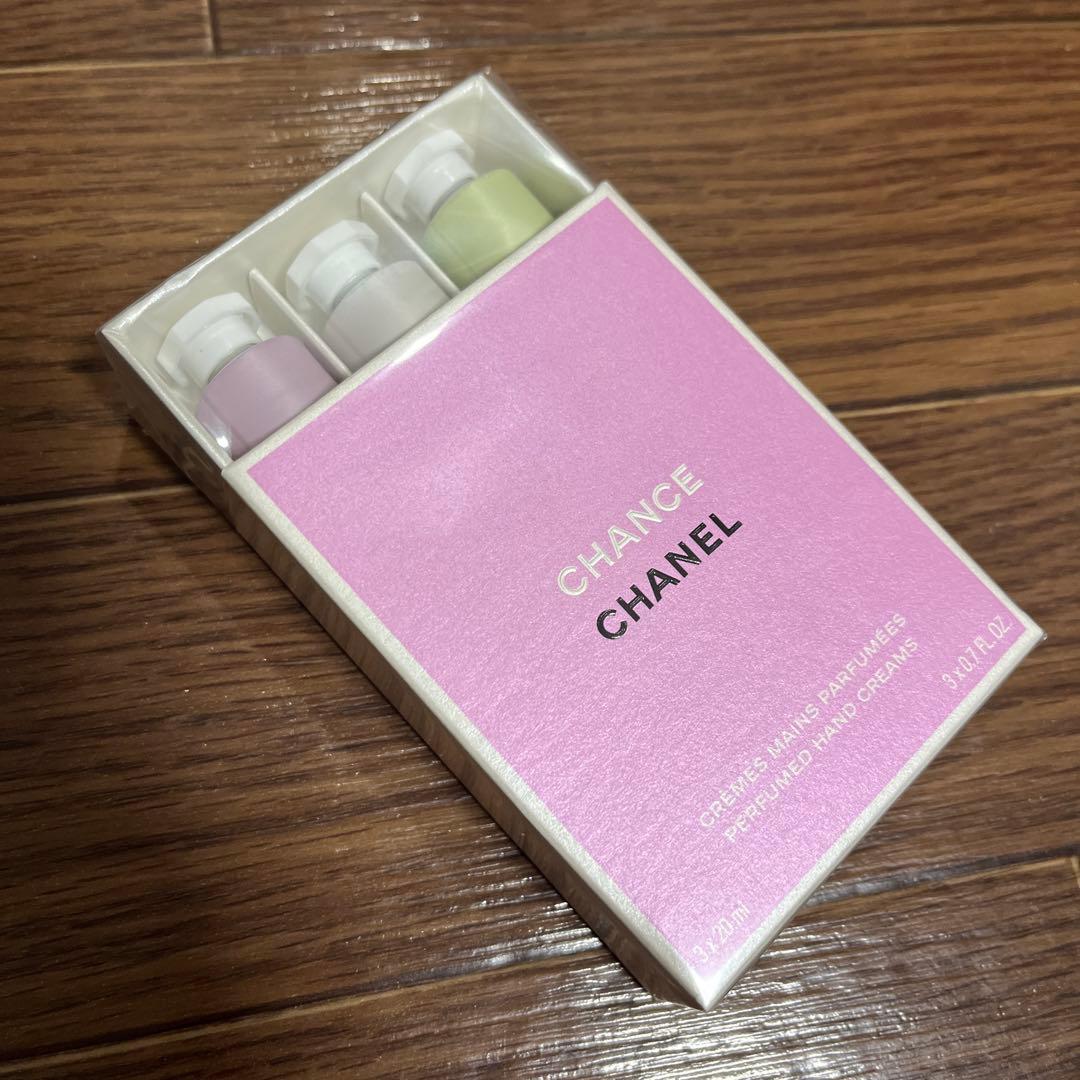 CHANCE
CHANEL
CRÈMES MAINS PARFUMÉES
PERFUMED HAND CREAMS
3 x 20 ml
3 x 0,7 FL. OZ.